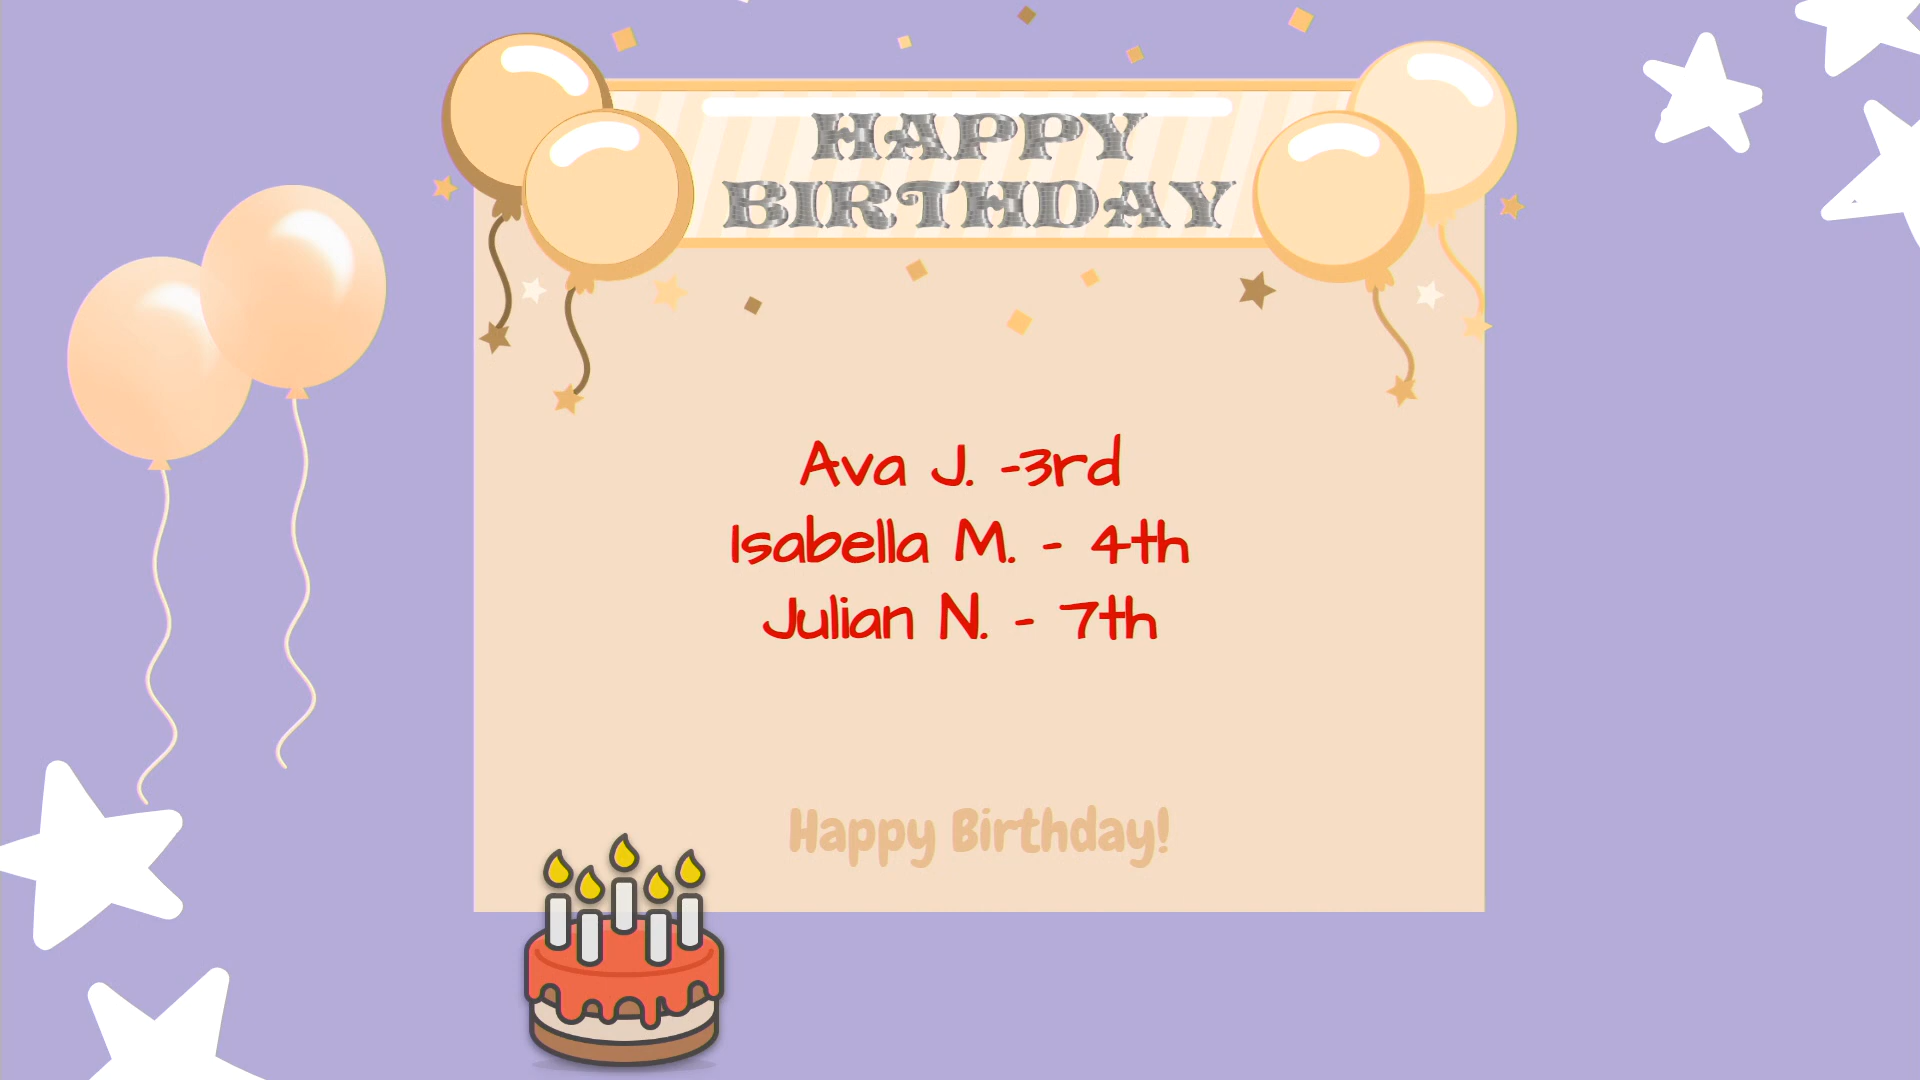 HAPPY
BIRTHDAY
Ava J. -3rd
Isabella M. - 4th
Julian N. - 7th
Happy Birthday!